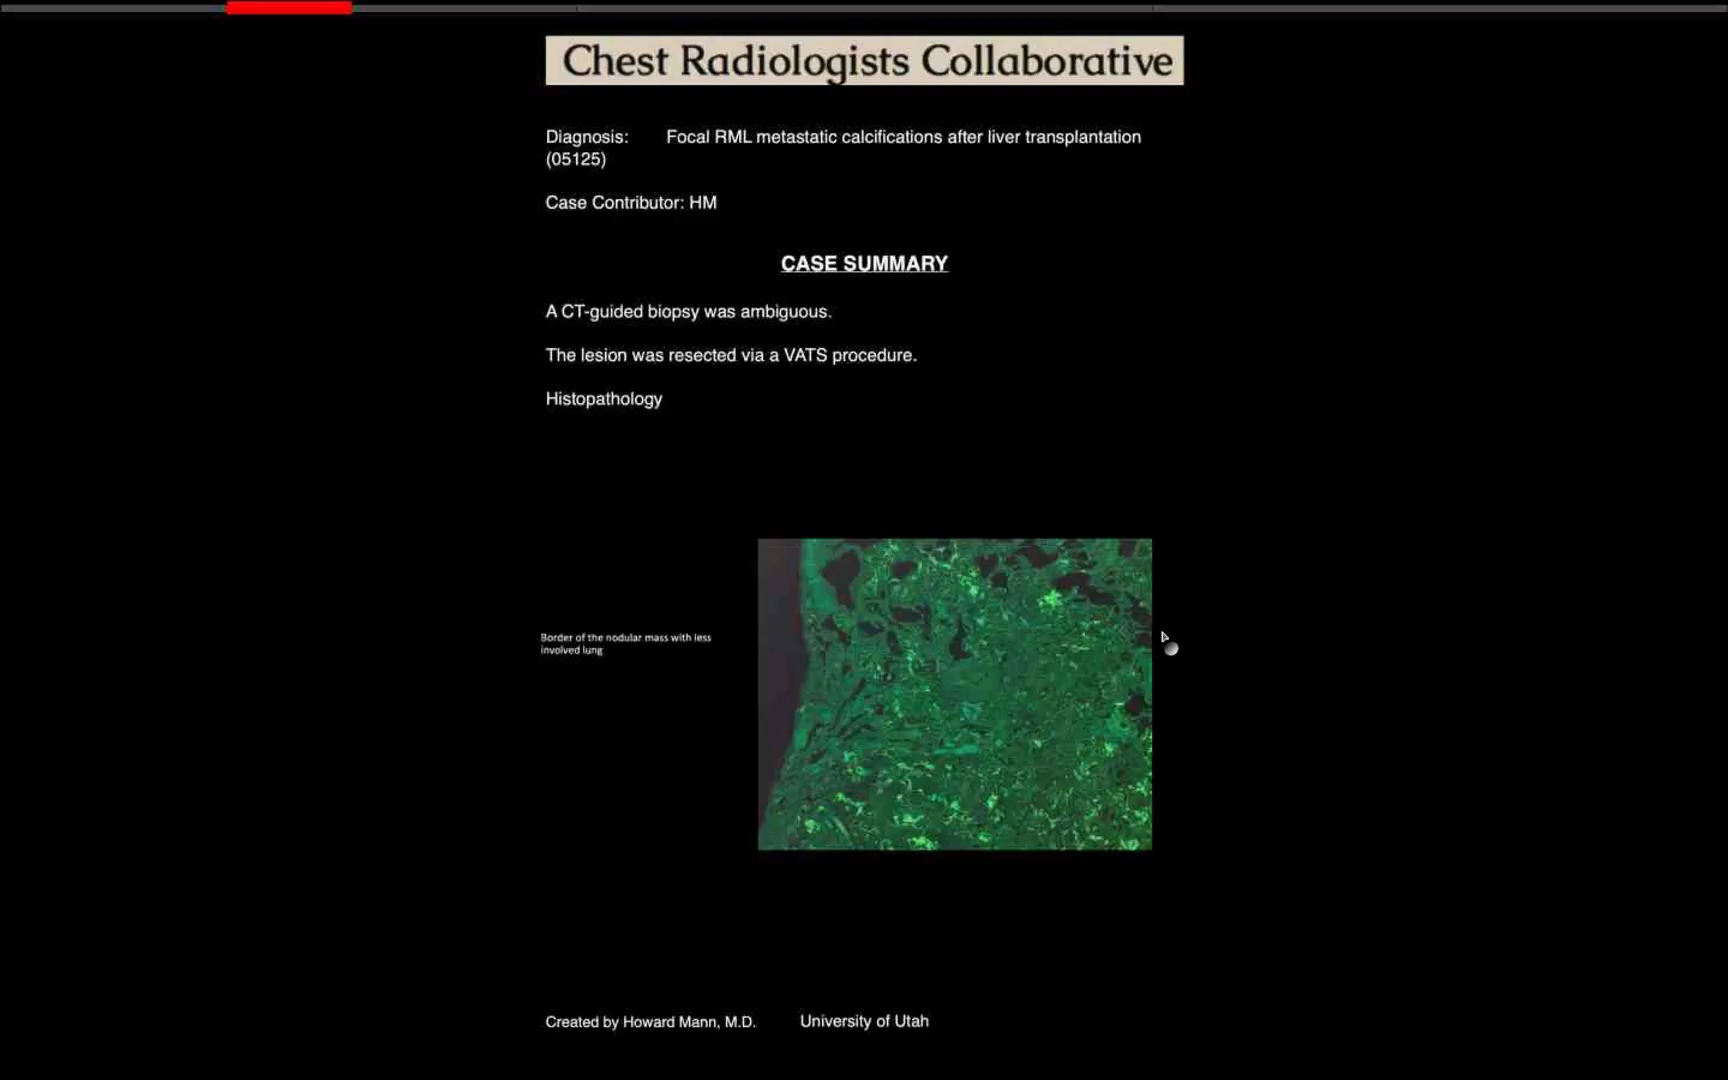 Chest Radiologists Collaborative
Diagnosis: Focal RML metastatic calcifications after liver transplantation
(05125)
Case Contributor: HM
CASE SUMMARY
A CT-guided biopsy was ambiguous.
The lesion was resected via a VATS procedure.
Histopathology
Border of the nodular mass with less
involved lung
Created by Howard Mann, M.D. University of Utah